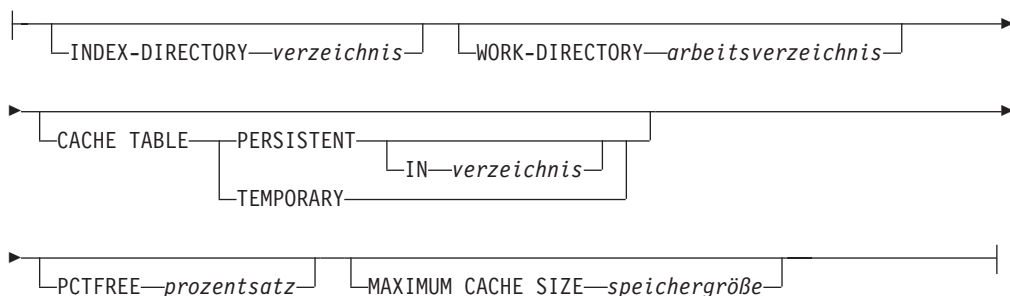 INDEX-DIRECTORY verzeichnis WORK-DIRECTORY arbeitsverzeichnis
CACHE TABLE PERSISTENT
IN verzeichnis
TEMPORARY
PCTFREE prozentsatz MAXIMUM CACHE SIZE speichergröße